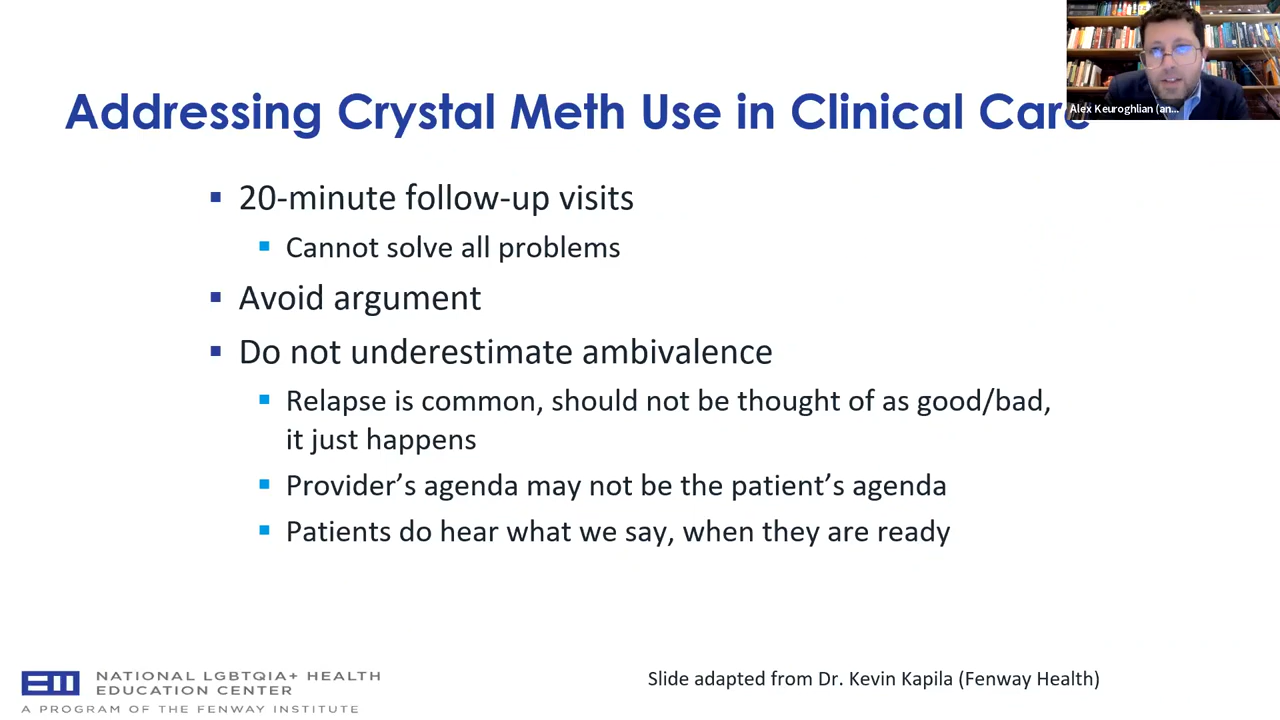 Addressing Crystal Meth Use in Clinical Care
Alex Keuroghlian (an...
▪ 20-minute follow-up visits
▪ Cannot solve all problems
▪ Avoid argument
▪ Do not underestimate ambivalence
▪ Relapse is common, should not be thought of as good/bad,
it just happens
▪ Provider’s agenda may not be the patient’s agenda
▪ Patients do hear what we say, when they are ready
NATIONAL LGBTQIA+ HEALTH
EDUCATION CENTER
A PROGRAM OF THE FENWAY INSTITUTE
Slide adapted from Dr. Kevin Kapila (Fenway Health)